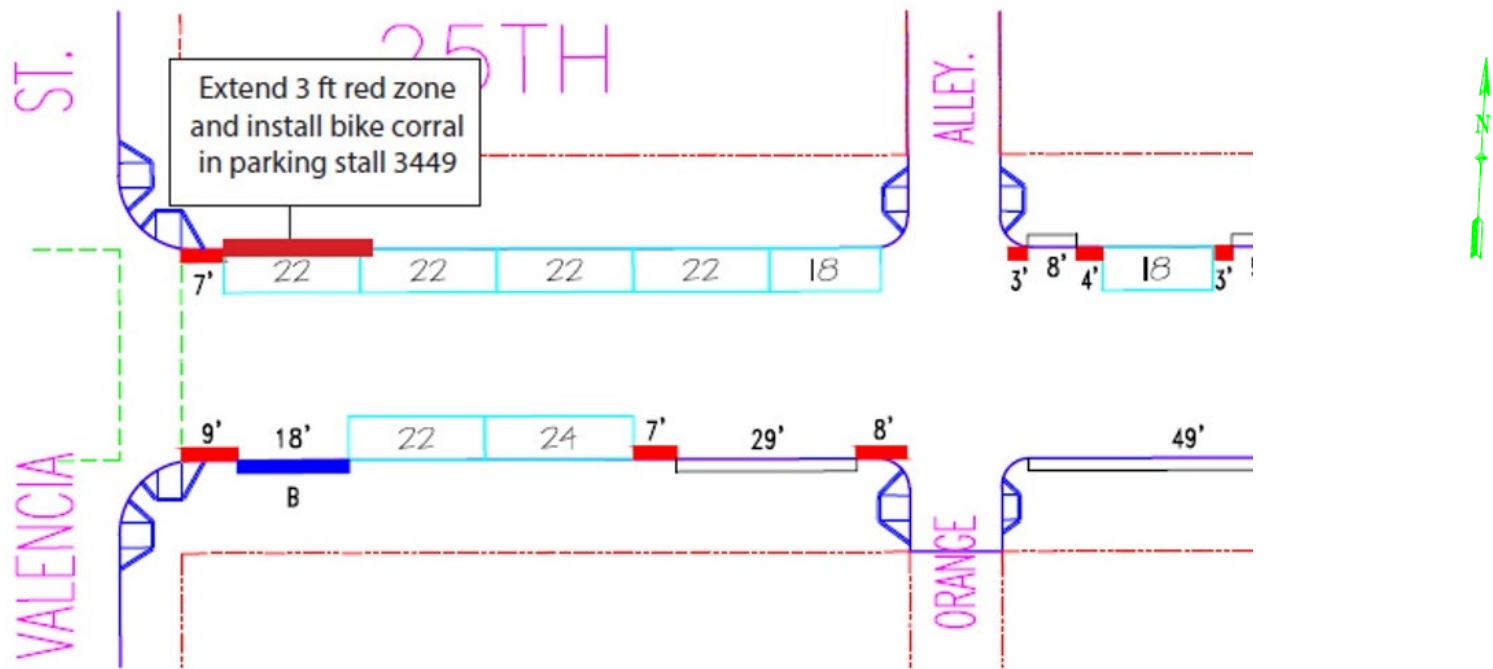 25TH
ST.
ALLEY.
Extend 3 ft red zone
and install bike corral
in parking stall 3449
N
7'
22
22
22
22
18
3'
8'
4'
18
3'
9'
18'
22
24
7'
29'
8'
49'
B
VALENCIA
ORANGE